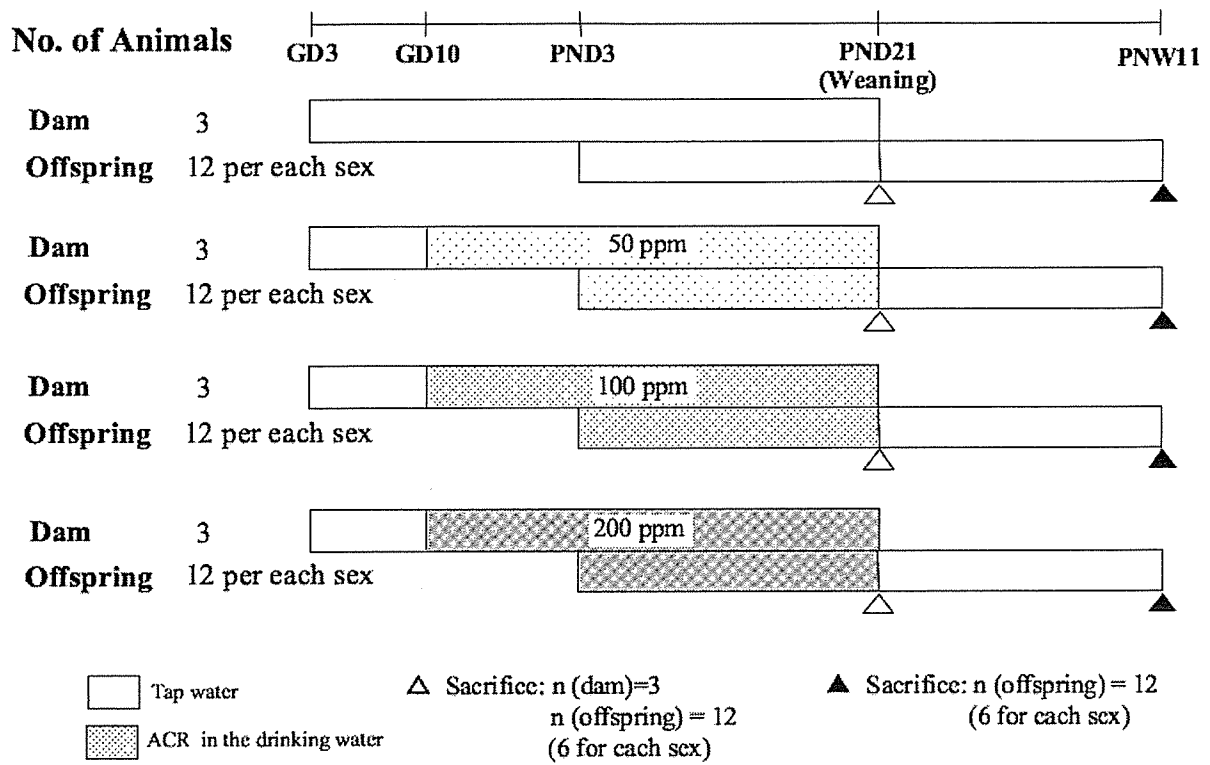 No. of Animals
GD3 GD10 PND3 PND21 PNW11
(Weaning)
Dam 3
Offspring 12 per each sex
Dam 3 50 ppm
Offspring 12 per each sex
Dam 3 100 ppm
Offspring 12 per each sex
Dam 3 200 ppm
Offspring 12 per each sex
Tap water
ACR in the drinking water
Sacrifice: n (dam)=3
n (offspring) = 12
(6 for each sex)
Sacrifice: n (offspring) = 12
(6 for each sex)